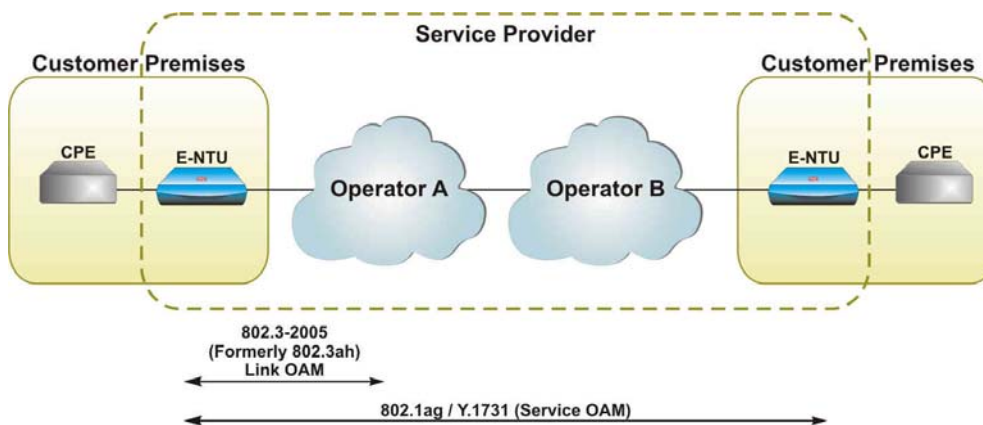 Service Provider
Customer Premises
Customer Premises
CPE
E-NTU
Operator A
Operator B
E-NTU
CPE
802.3-2005
(Formerly 802.3ah)
Link OAM
802.1ag / Y.1731 (Service OAM)